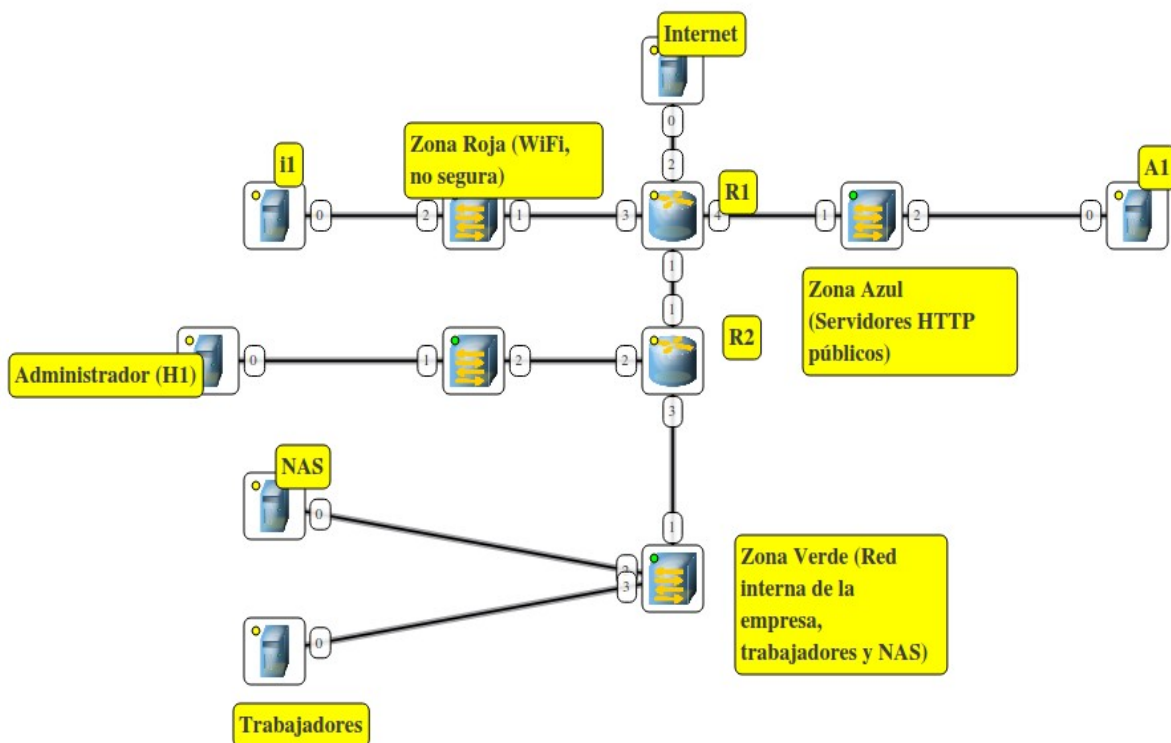 Internet
0
2
i1
Zona Roja (WiFi,
no segura)
R1
A1
0
2
1
3
4
1
2
0
1
1
Zona Azul
(Servidores HTTP
públicos)
R2
Administrador (H1)
0
1
2
2
3
NAS
0
1
3
Zona Verde (Red
interna de la
empresa,
trabajadores y NAS)
0
Trabajadores